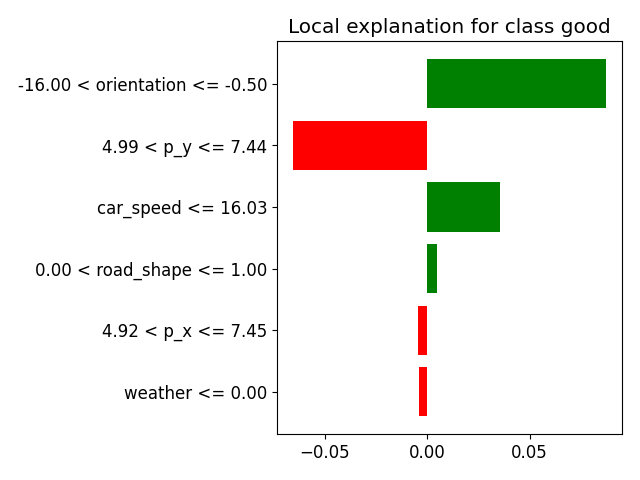 Local explanation for class good
-16.00 < orientation <= -0.50
4.99 < p_y <= 7.44
car_speed <= 16.03
0.00 < road_shape <= 1.00
4.92 < p_x <= 7.45
weather <= 0.00
−0.05 0.00 0.05